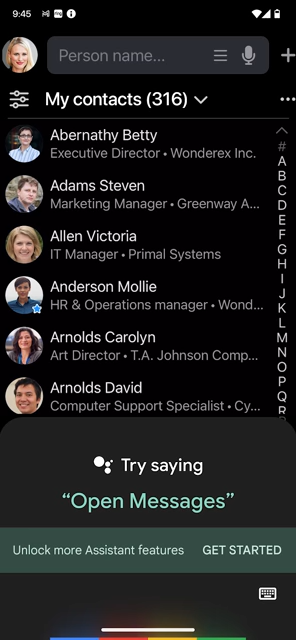 9:45
Person name...
My contacts (316)
Abernathy Betty
Executive Director • Wonderex Inc.
Adams Steven
Marketing Manager • Greenway A...
Allen Victoria
IT Manager • Primal Systems
Anderson Mollie
HR & Operations manager • Wond...
Arnolds Carolyn
Art Director • T.A. Johnson Comp...
Arnolds David
Computer Support Specialist • Cy...
#
A
B
C
D
E
F
G
H
I
J
K
L
M
N
O
P
Q
R
Try saying
“Open Messages”
Unlock more Assistant features GET STARTED